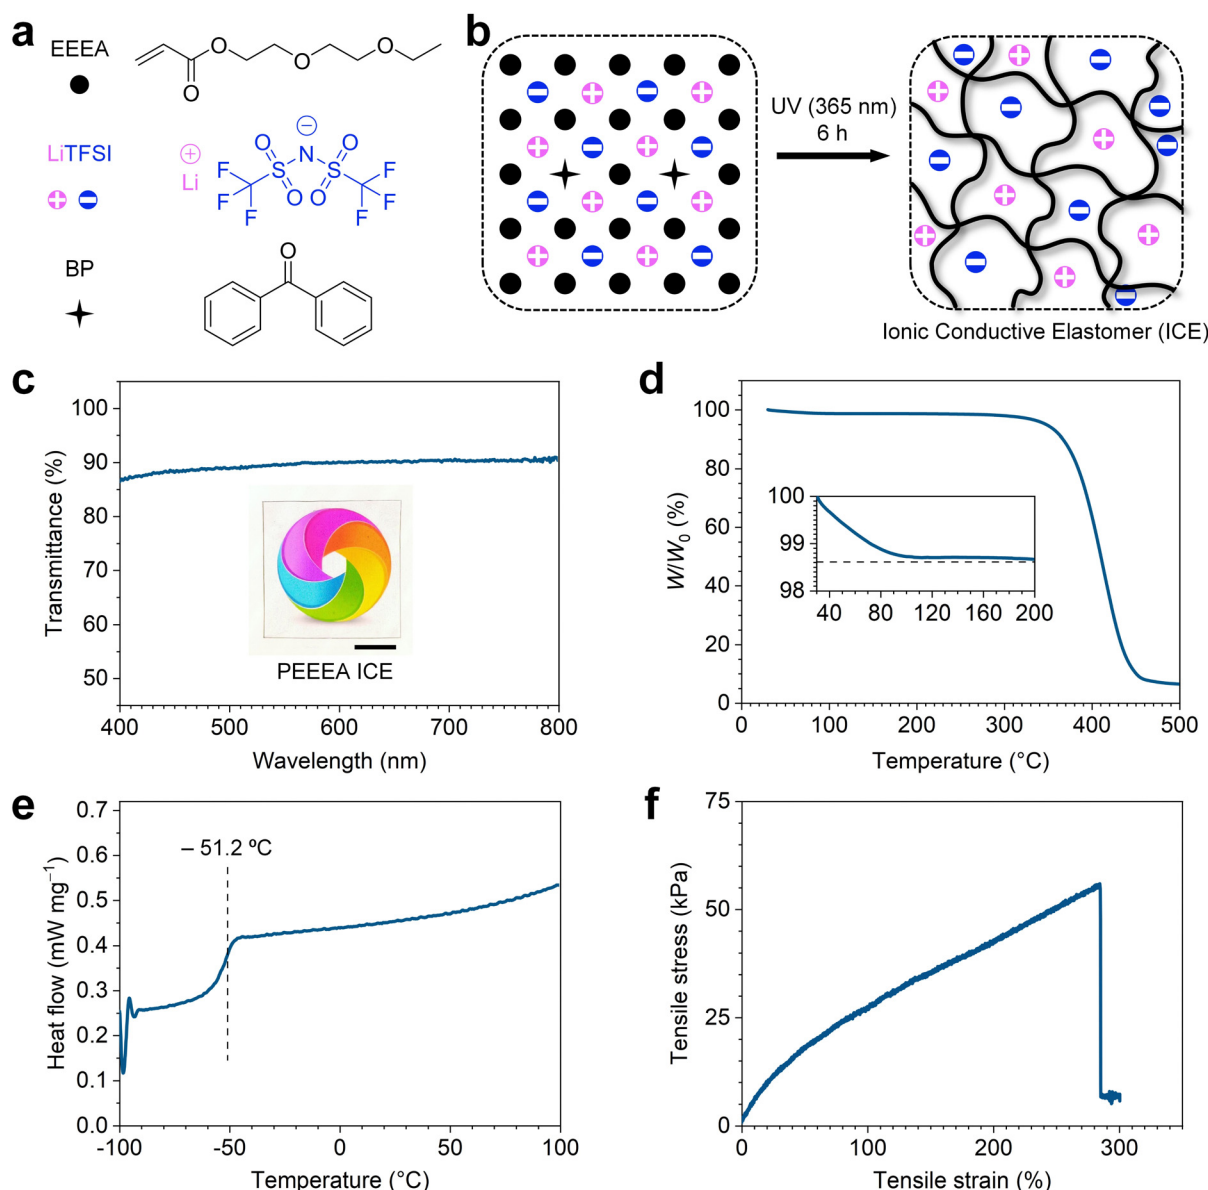 a
EEEA
O
O
O
O
LiTFSI
⊕
Li
⊖
O
O
N
O
O
S
S
F
F
F
F
F
F
BP
O
b
UV (365 nm)
6 h
Ionic Conductive Elastomer (ICE)
c
Transmittance (%)
100
90
80
70
60
50
PEEEA ICE
400
500
600
700
800
Wavelength (nm)
d
W/W₀ (%)
100
80
60
40
20
0
100
99
98
40
80
120
160
200
0
100
200
300
400
500
Temperature (°C)
e
Heat flow (mW mg⁻¹)
0.7
0.6
0.5
0.4
0.3
0.2
0.1
0.0
– 51.2 ºC
-100
-50
0
50
100
Temperature (°C)
f
Tensile stress (kPa)
75
50
25
0
0
100
200
300
Tensile strain (%)